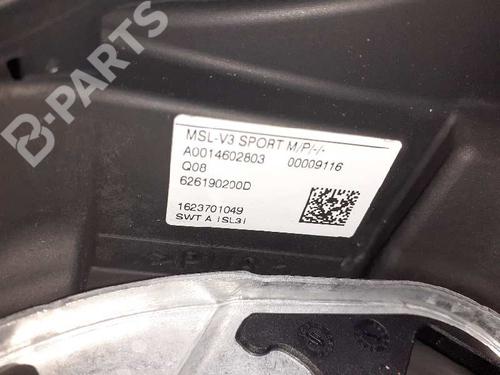 B-PARTS
MSL-V3 SPORT M/P/-/-
A0014602803 00009116
Q08
626190200D
1623701049
SWT A ISL3I